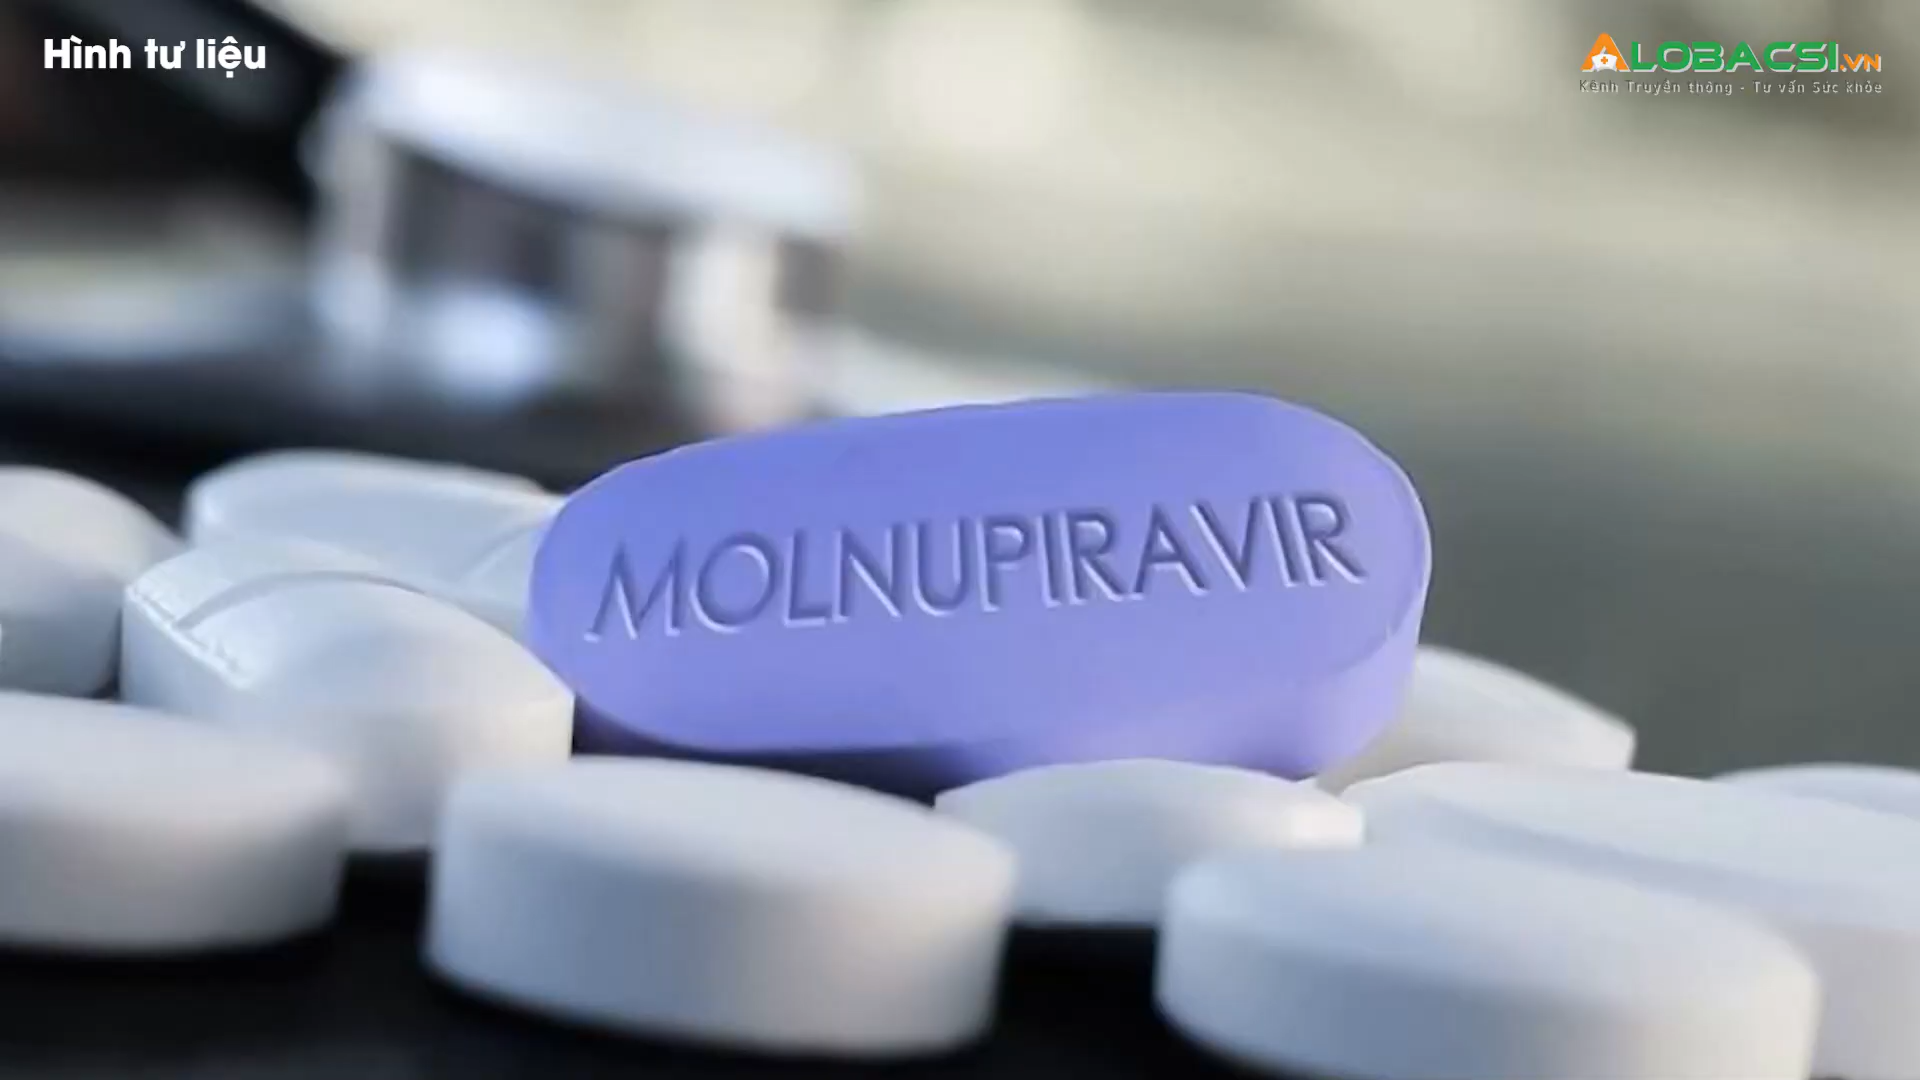 Hình tư liệu
ALOBACSI.VN
Kênh Truyền thông - Tư vấn Sức khỏe
MOLNUPIRAVIR